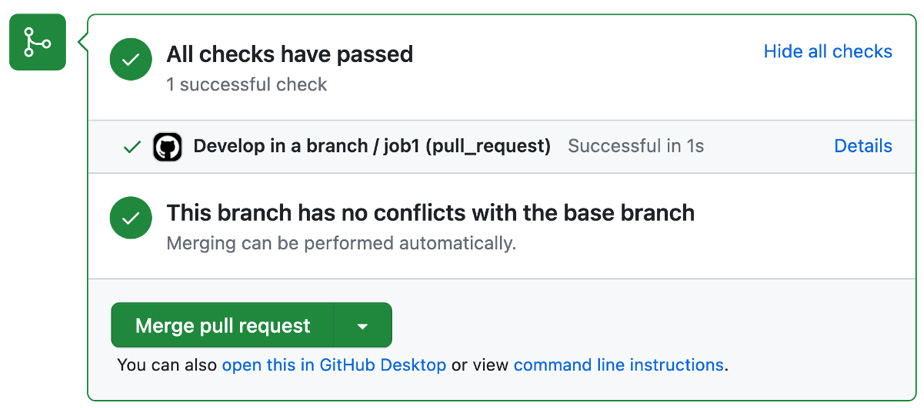 All checks have passed
Hide all checks
1 successful check
Develop in a branch / job1 (pull_request) Successful in 1s
Details
This branch has no conflicts with the base branch
Merging can be performed automatically.
Merge pull request
You can also open this in GitHub Desktop or view command line instructions.